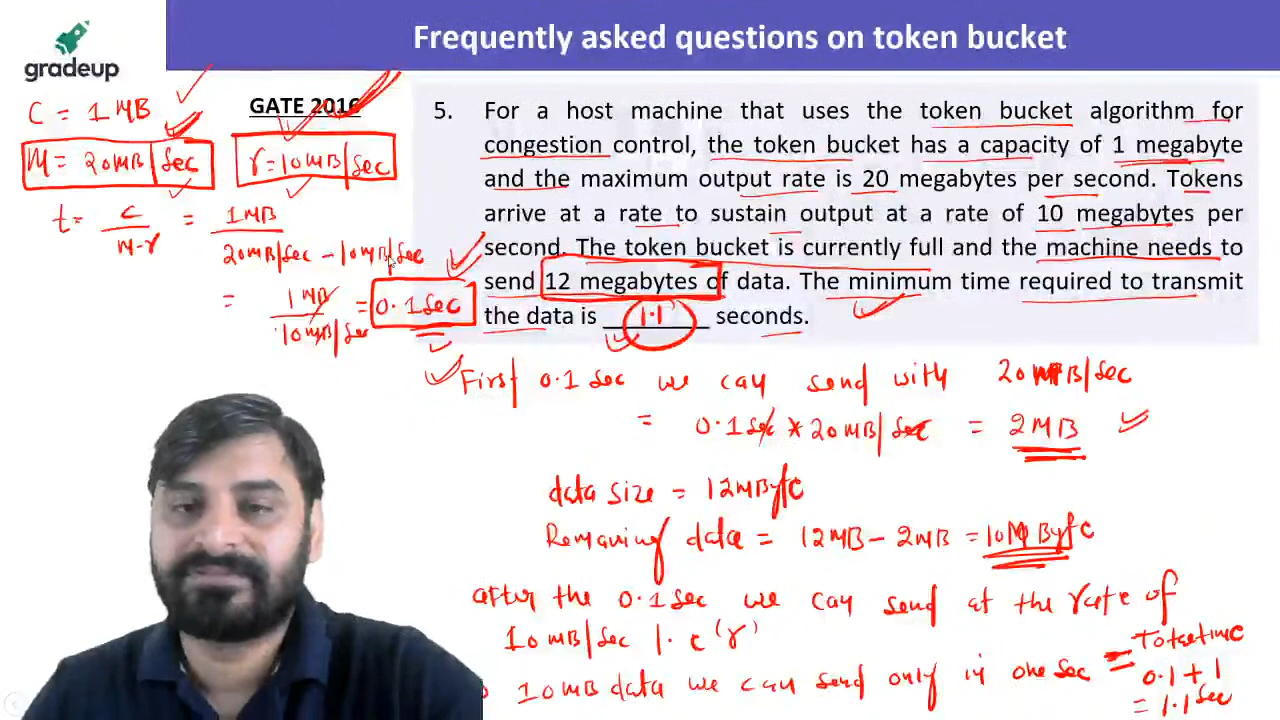 Frequently asked questions on token bucket
gradeup
C = 1 MB
M = 20MB/sec
r = 10MB/sec
t = C/M-r = 1MB/20MB/sec - 10MB/sec
= 1MB/10MB/sec = 0.1 sec
GATE 2016
5. For a host machine that uses the token bucket algorithm for
congestion control, the token bucket has a capacity of 1 megabyte
and the maximum output rate is 20 megabytes per second. Tokens
arrive at a rate to sustain output at a rate of 10 megabytes per
second. The token bucket is currently full and the machine needs to
send 12 megabytes of data. The minimum time required to transmit
the data is 1.1 seconds.
First 0.1 sec we can send with 20MB/sec
= 0.1sec * 20MB/sec = 2MB
data size = 12MByte
Remaining data = 12MB - 2MB = 10MByte
after the 0.1 sec we can send at the rate of
10MB/sec i.e (r)
10MB data we can send only in one sec
= Total time
0.1 + 1
= 1.1 sec